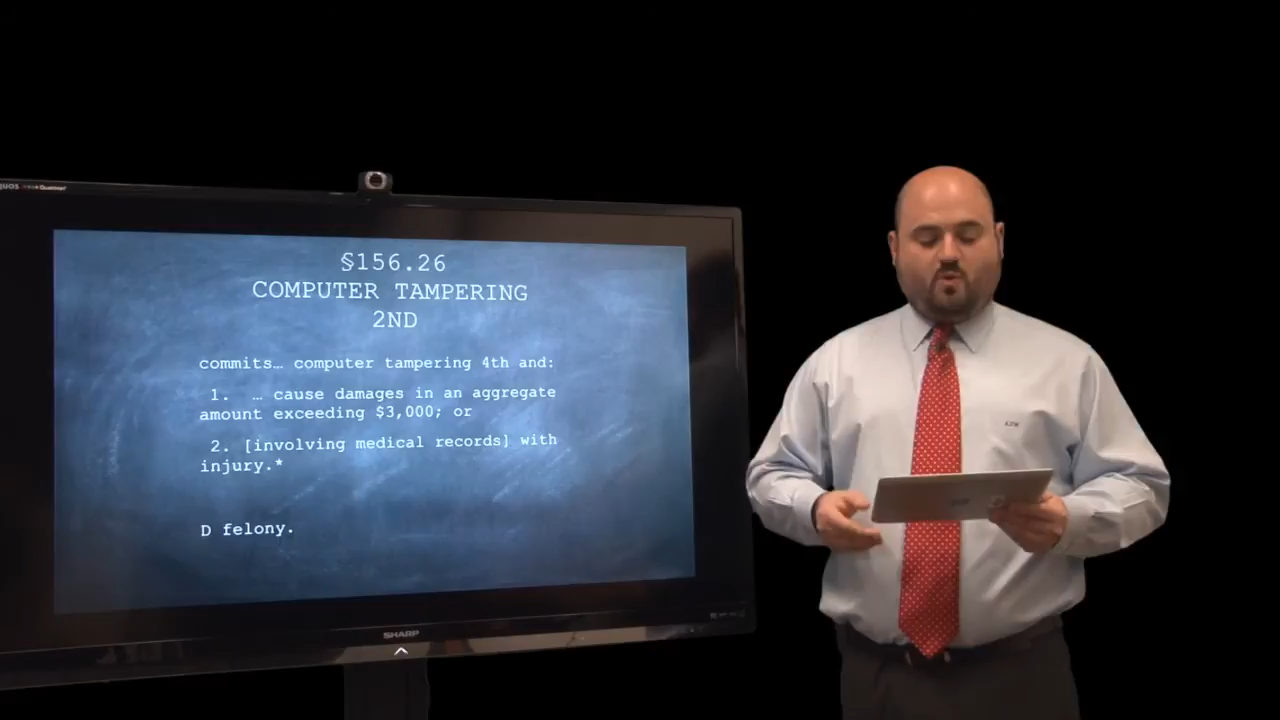 §156.26
COMPUTER TAMPERING
2ND
commits… computer tampering 4th and:
1. … cause damages in an aggregate
amount exceeding $3,000; or
2. [involving medical records] with
injury.*
D felony.
SHARP